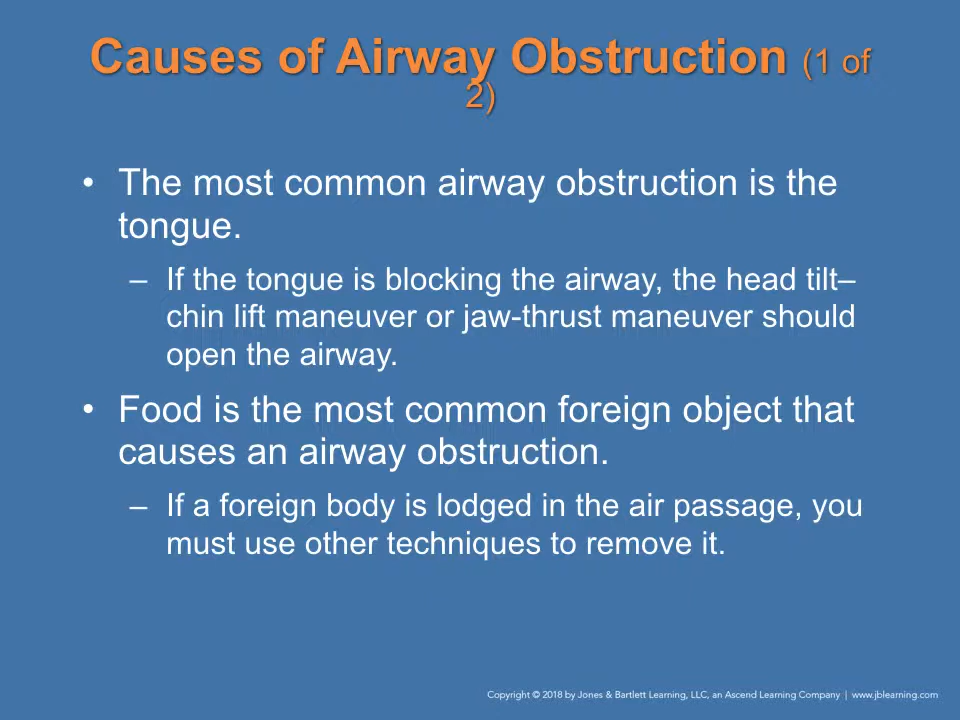 Causes of Airway Obstruction (1 of
2)
• The most common airway obstruction is the
tongue.
– If the tongue is blocking the airway, the head tilt–
chin lift maneuver or jaw-thrust maneuver should
open the airway.
• Food is the most common foreign object that
causes an airway obstruction.
– If a foreign body is lodged in the air passage, you
must use other techniques to remove it.
Copyright © 2018 by Jones & Bartlett Learning, LLC, an Ascend Learning Company | www.jblearning.com